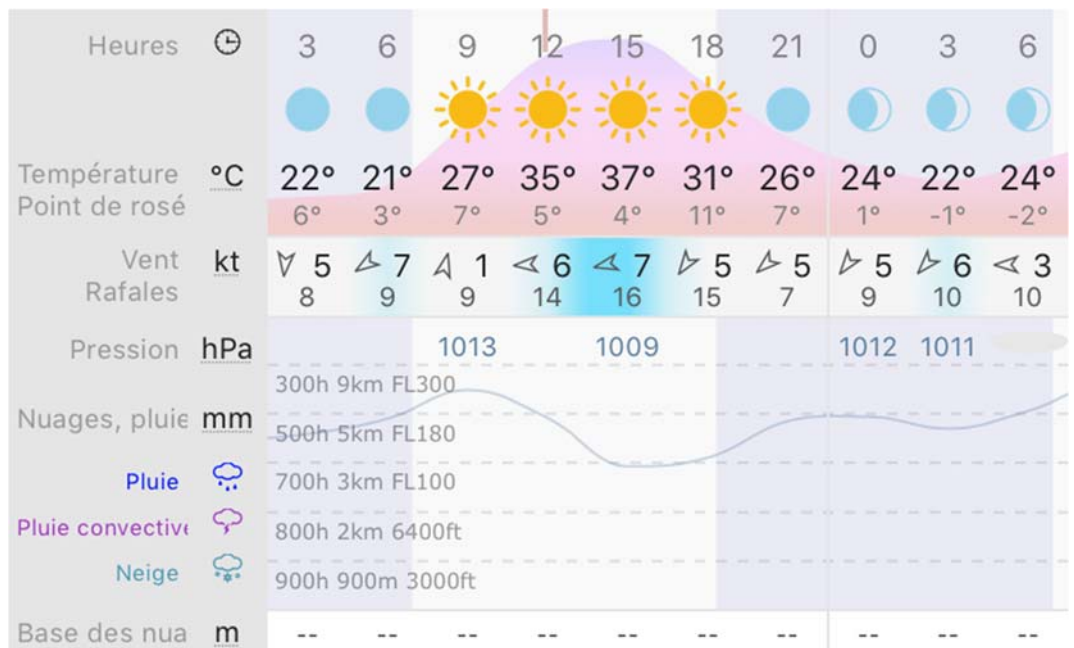 Heures 3 6 9 12 15 18 21 0 3 6
Température °C 22° 21° 27° 35° 37° 31° 26° 24° 22° 24°
Point de rosé 6° 3° 7° 5° 4° 11° 7° 1° -1° -2°
Vent kt 5 7 1 6 7 5 5 5 6 3
Rafales 8 9 9 14 16 15 7 9 10 10
Pression hPa 1013 1009 1012 1011
300h 9km FL300
Nuages, pluie mm
500h 5km FL180
Pluie 700h 3km FL100
Pluie convective 800h 2km 6400ft
Neige 900h 900m 3000ft
Base des nua m -- -- -- -- -- -- -- -- -- --